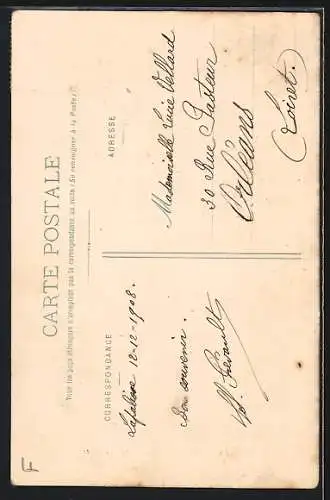 CARTE POSTALE
Tous les pays étrangers n'acceptent pas la correspondance au recto (Se renseigner à la Poste)
CORRESPONDANCE
Lapalisse 12-12-1908.
Bon souvenir
ADRESSE
Mademoiselle Lucie
30 Rue Pasteur
Orléans
(Loiret.)
F